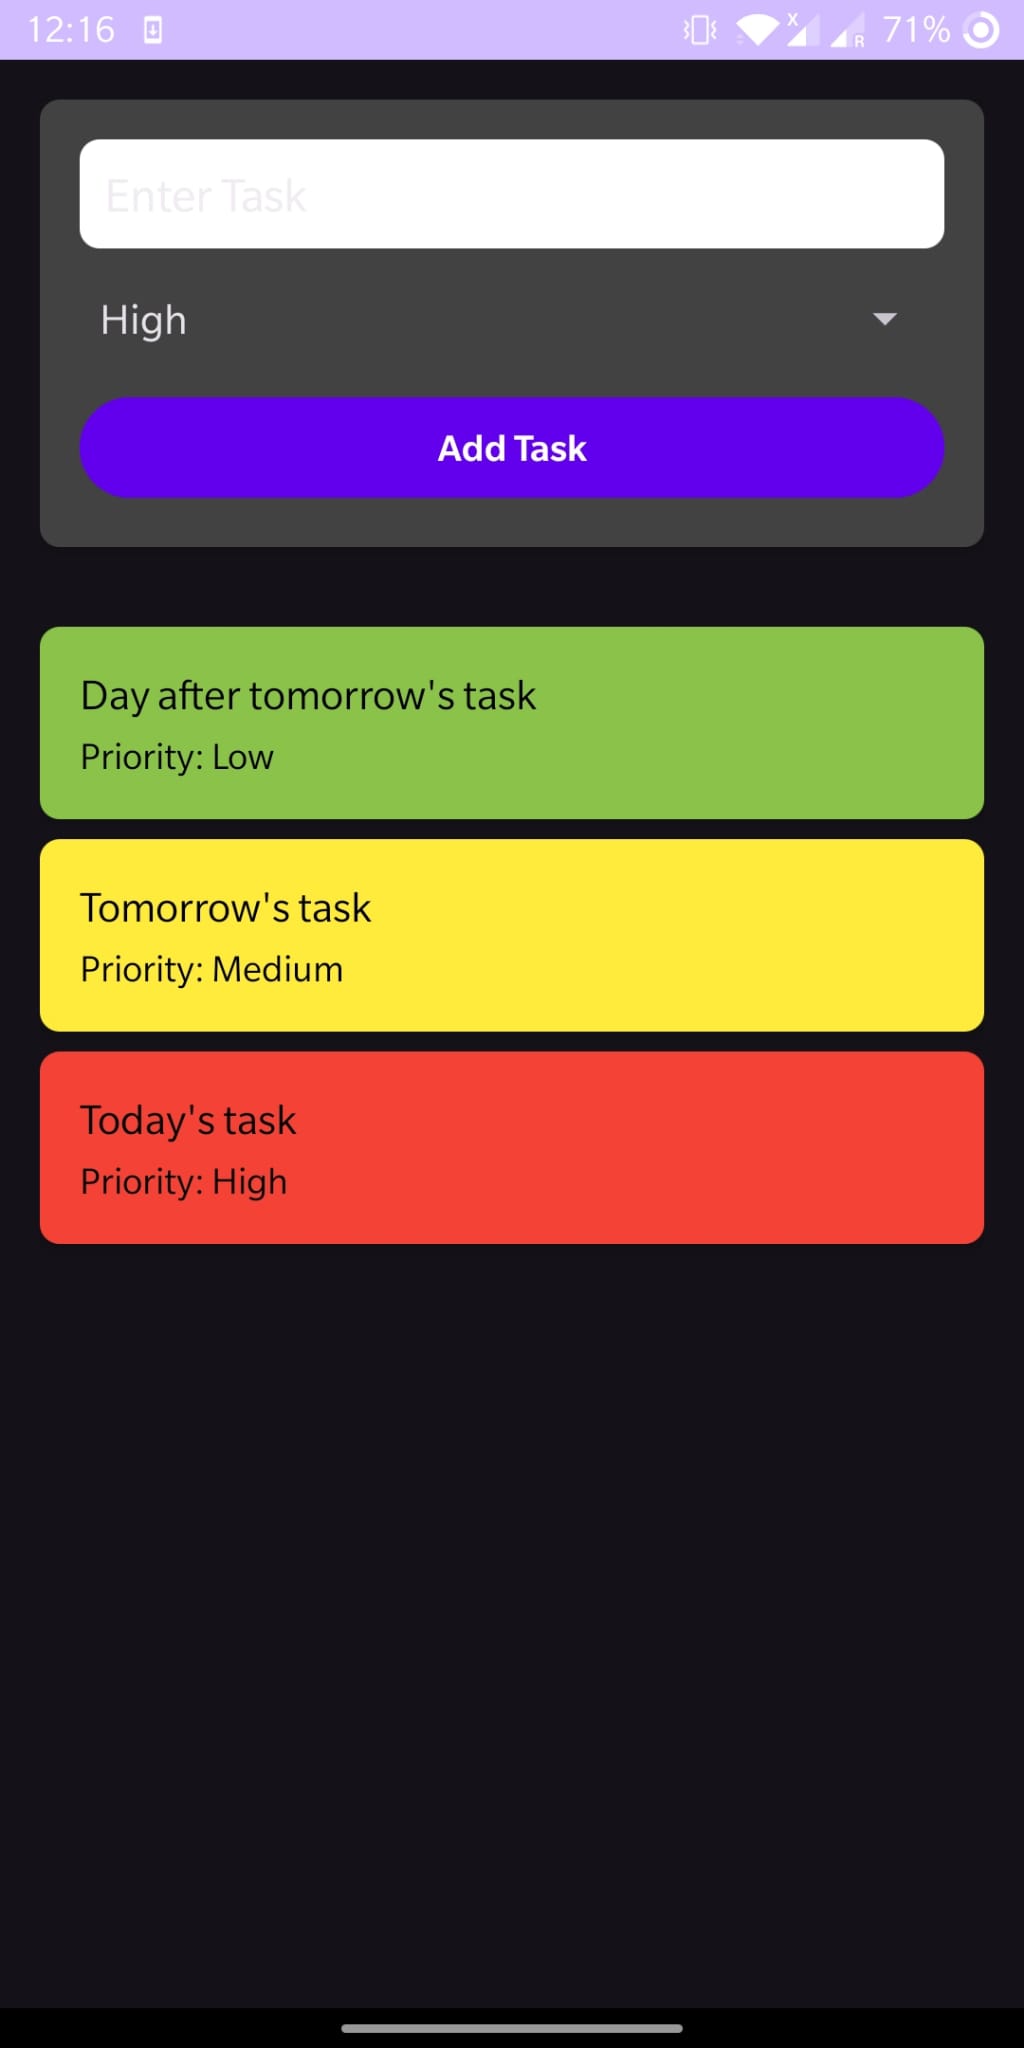 12:16
X
R
71%
Enter Task
High
Add Task
Day after tomorrow's task
Priority: Low
Tomorrow's task
Priority: Medium
Today's task
Priority: High